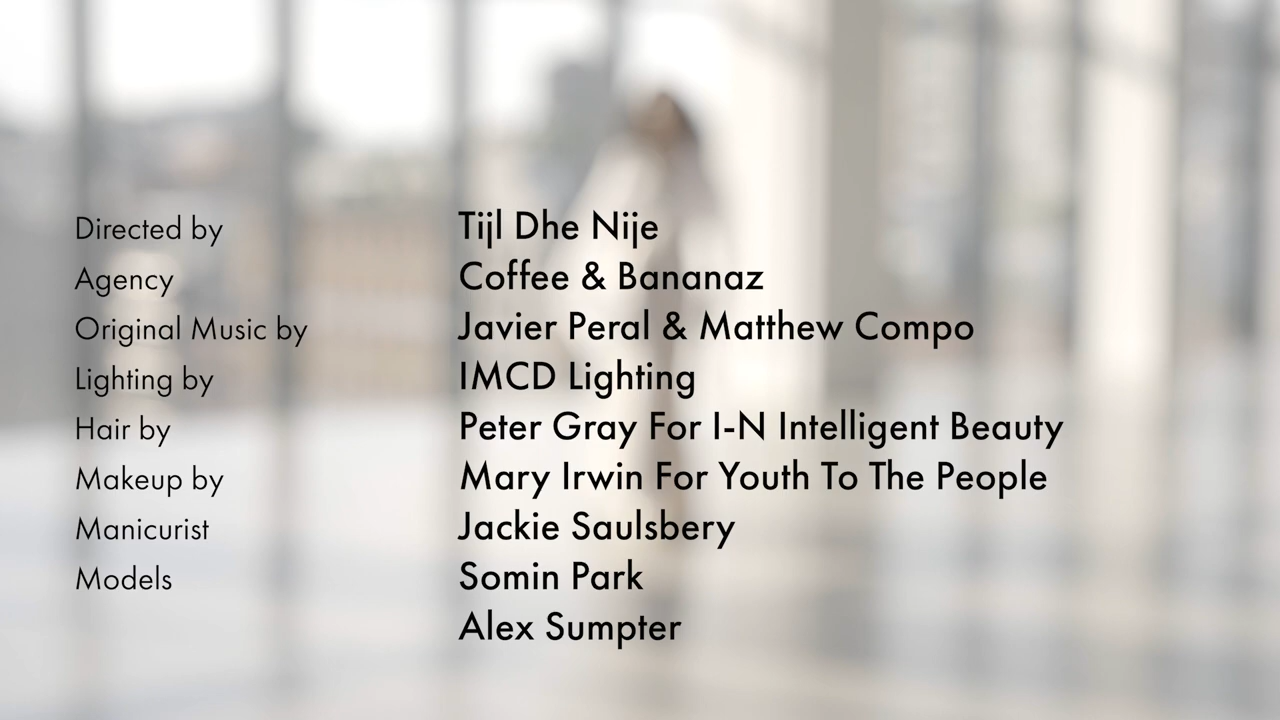 Directed by Tijl Dhe Nije
Agency Coffee & Bananaz
Original Music by Javier Peral & Matthew Compo
Lighting by IMCD Lighting
Hair by Peter Gray For I-N Intelligent Beauty
Makeup by Mary Irwin For Youth To The People
Manicurist Jackie Saulsbery
Models Somin Park
Alex Sumpter